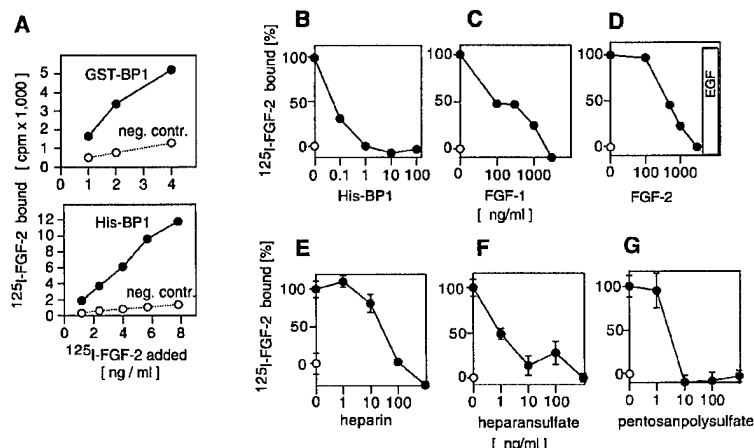 A
GST-BP1
neg. contr.
5
4
3
2
1
0
0 1 2 3 4
His-BP1
neg. contr.
12
10
8
6
4
2
0
0 2 4 6 8
125I-FGF-2 bound [ cpm x 1,000 ]
125I-FGF-2 added
[ ng / ml ]
B
125I-FGF-2 bound [%]
100
50
0
0 0.1 1 10 100
His-BP1
C
100
50
0
0 100 1000
FGF-1
[ ng/ml ]
D
100
50
0
0 100 1000
FGF-2
EGF
E
125I-FGF-2 bound [%]
100
50
0
0 1 10 100
heparin
F
100
50
0
0 1 10 100
heparansulfate
[ ng/ml ]
G
100
50
0
0 1 10 100
pentosanpolysulfate